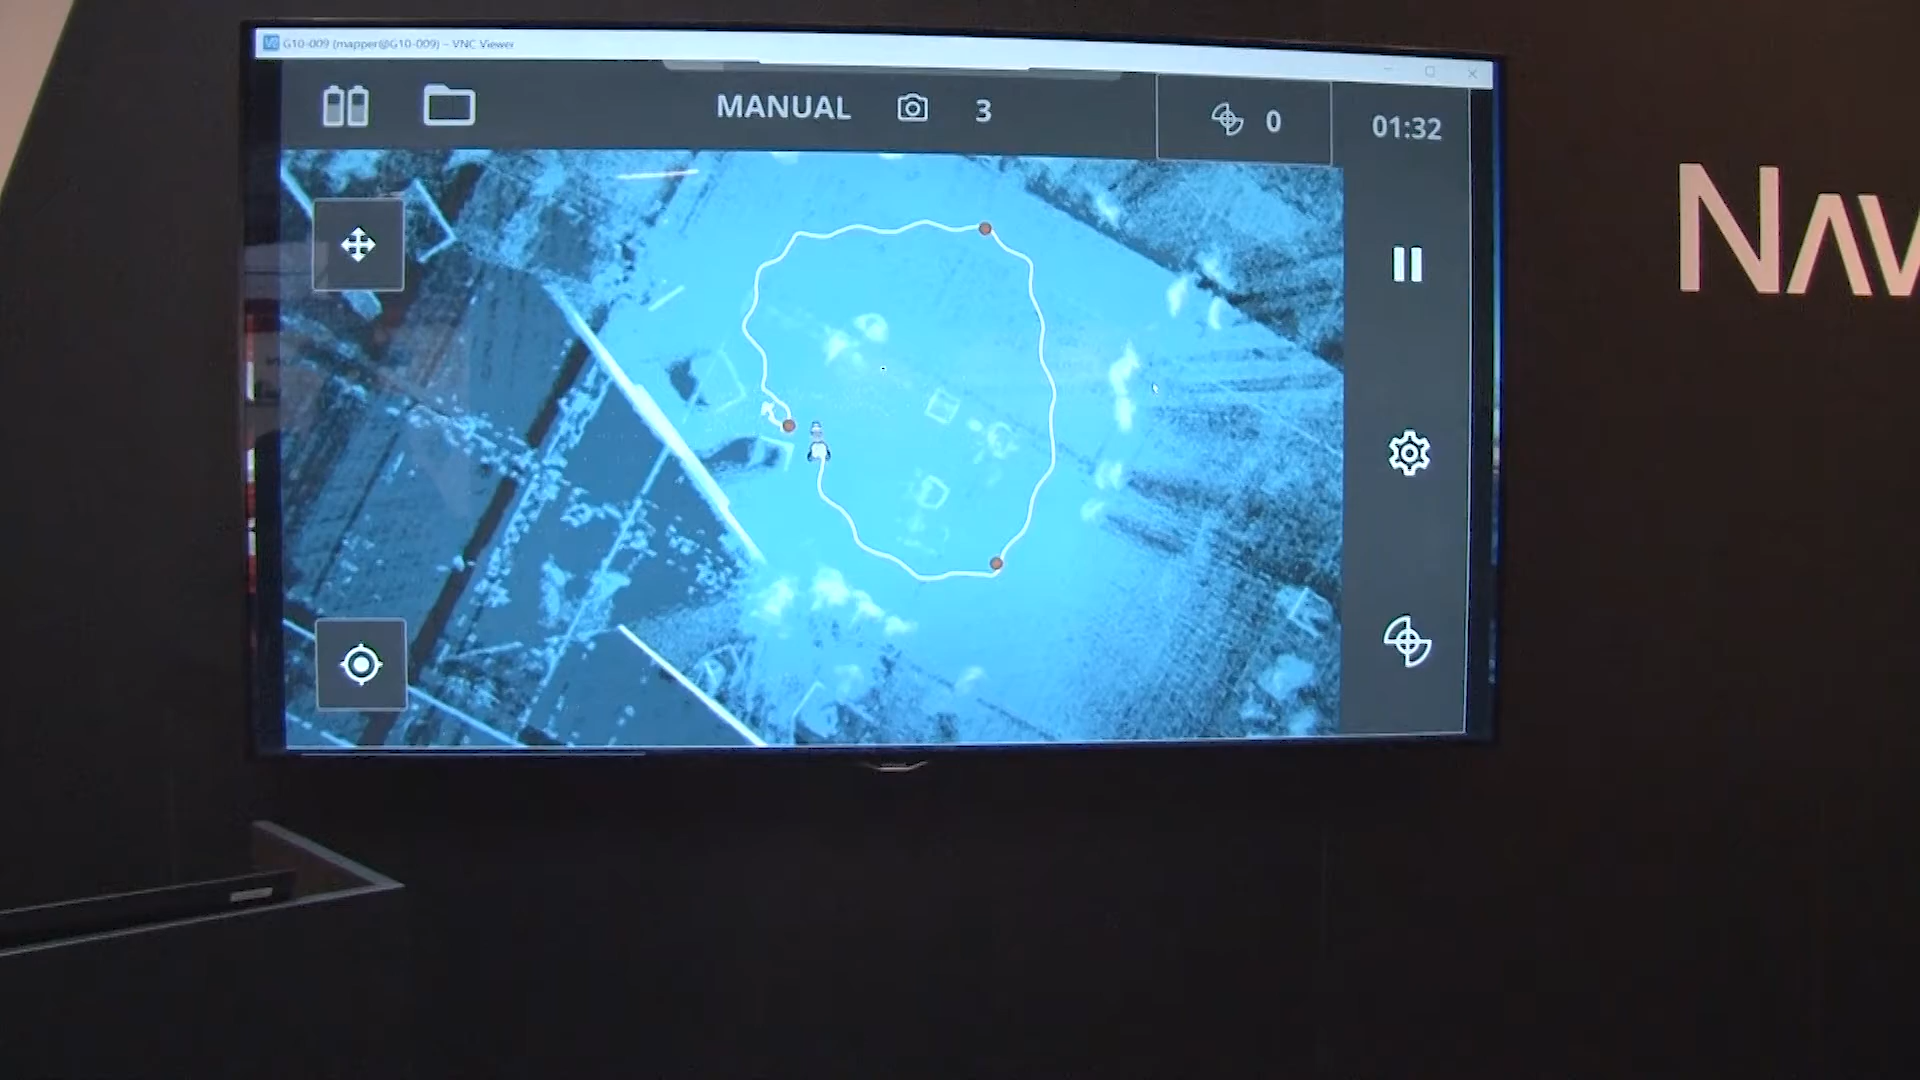 G10-009 (mapper@G10-009) – VNC Viewer
MANUAL 3 0 01:32
NAV